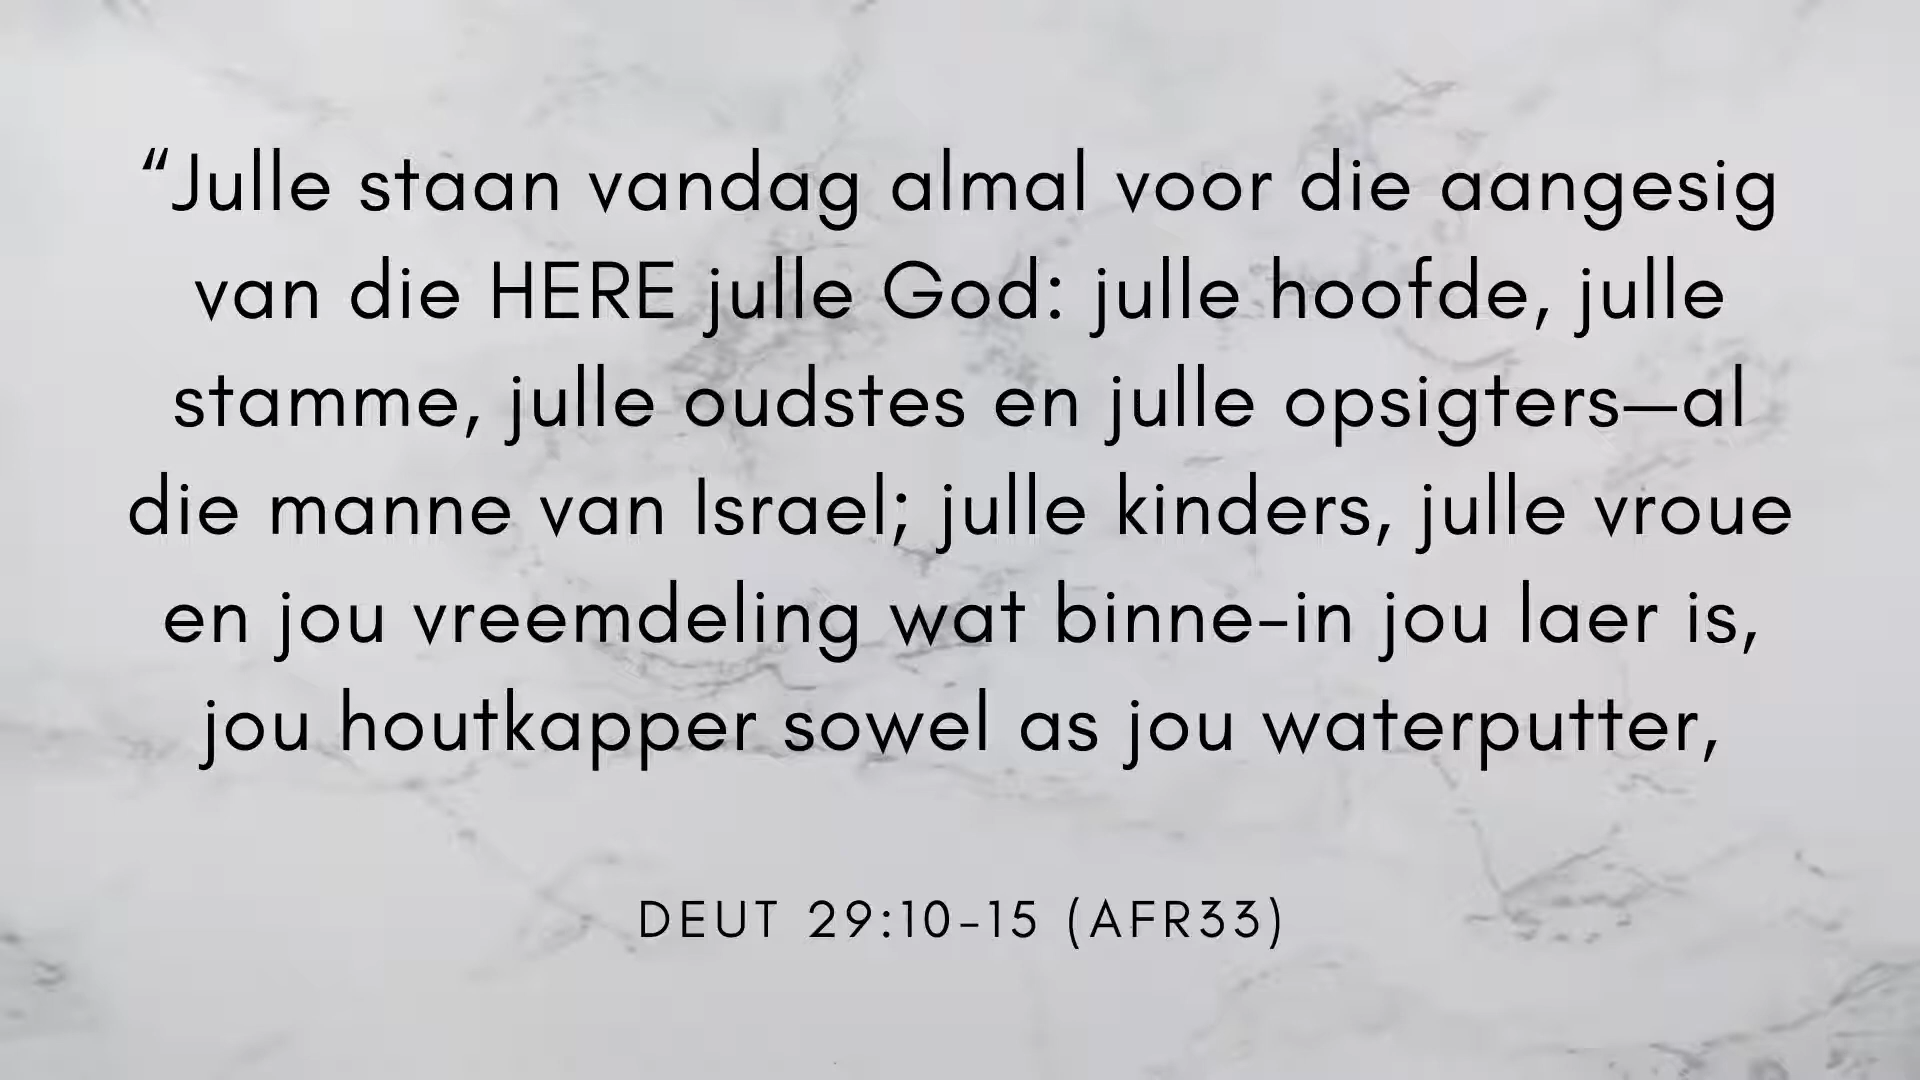 “Julle staan vandag almal voor die aangesig
van die HERE julle God: julle hoofde, julle
stamme, julle oudstes en julle opsigters—al
die manne van Israel; julle kinders, julle vroue
en jou vreemdeling wat binne-in jou laer is,
jou houtkapper sowel as jou waterputter,
DEUT 29:10-15 (AFR33)